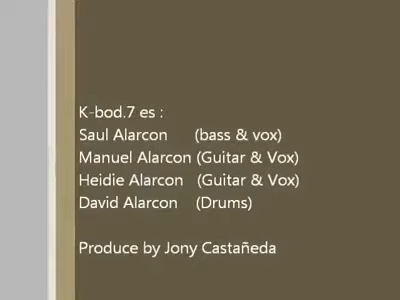 K-bod.7 es :
Saul Alarcon (bass & vox)
Manuel Alarcon (Guitar & Vox)
Heidie Alarcon (Guitar & Vox)
David Alarcon (Drums)
Produce by Jony Castañeda